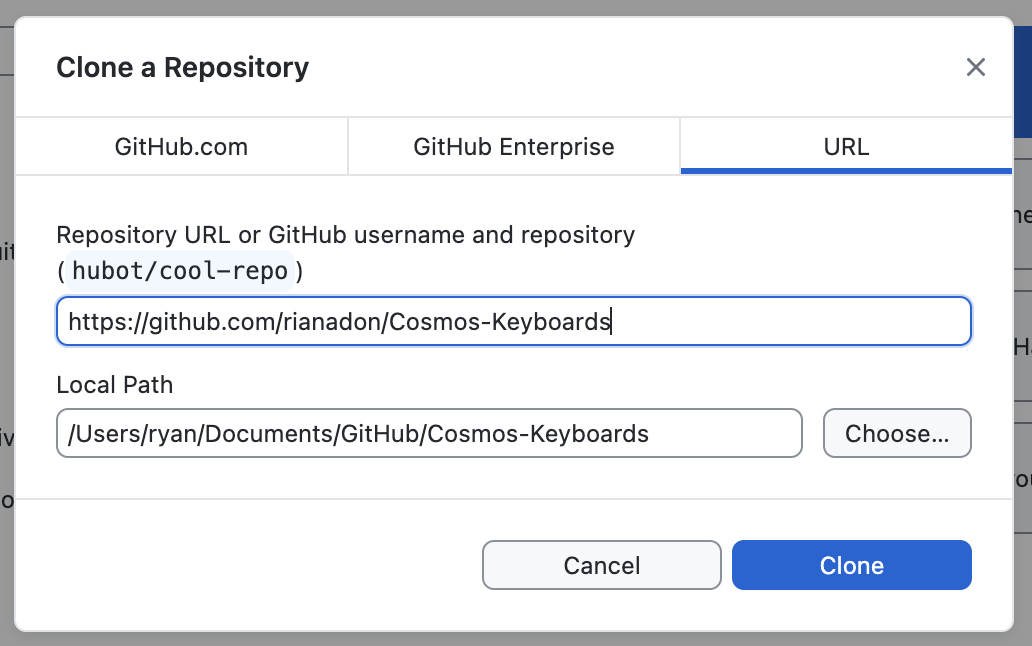 Clone a Repository
GitHub.com
GitHub Enterprise
URL
Repository URL or GitHub username and repository
(hubot/cool-repo)
https://github.com/rianadon/Cosmos-Keyboards
Local Path
/Users/ryan/Documents/GitHub/Cosmos-Keyboards
Choose...
Cancel
Clone